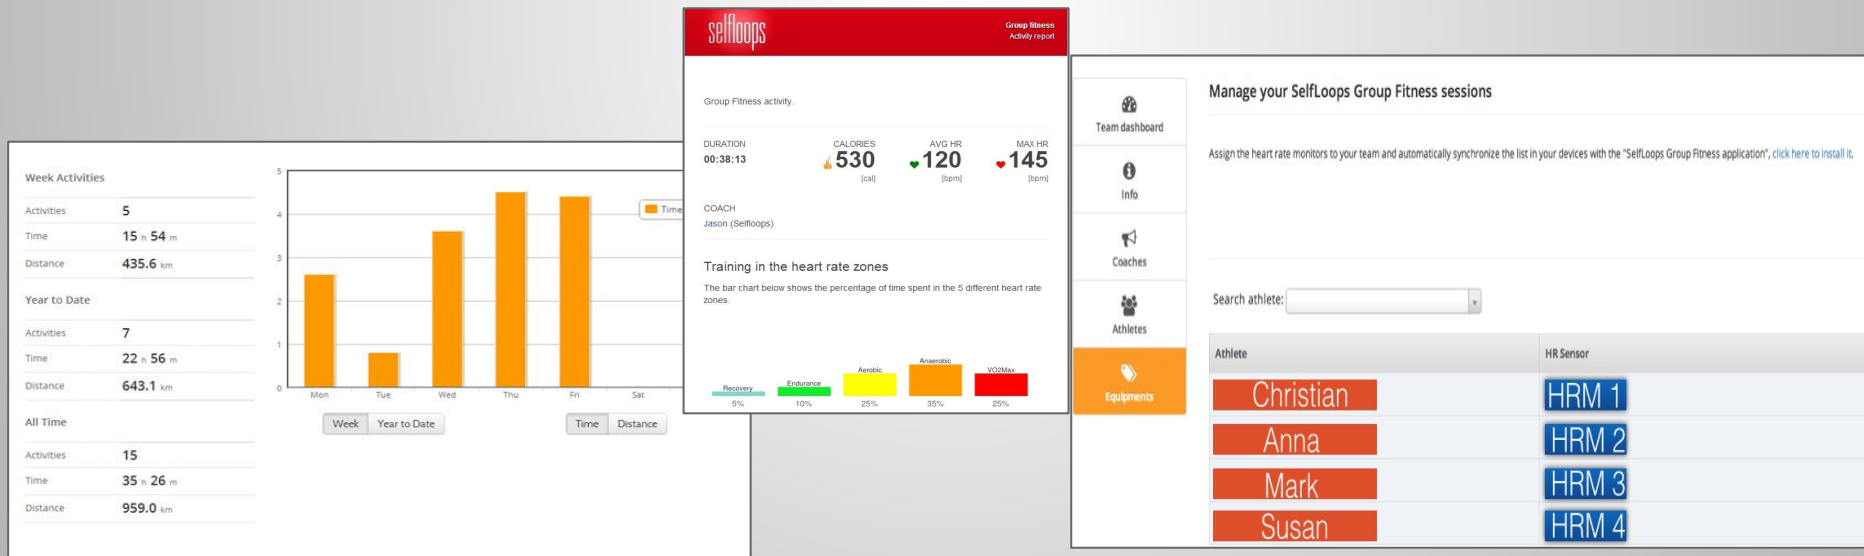 Week Activities
Activities 5
Time 15 h 54 m
Distance 435.6 km
Year to Date
Activities 7
Time 22 h 56 m
Distance 643.1 km
All Time
Activities 15
Time 35 h 26 m
Distance 959.0 km
5
4
3
2
1
0
Time
Mon Tue Wed Thu Fri Sat
Week Year to Date Time Distance
selfloops
Group fitness
Activity report
Group Fitness activity.
DURATION CALORIES AVG HR MAX HR
00:38:13 530 120 145
[cal] [bpm] [bpm]
COACH
Jason (Selfloops)
Training in the heart rate zones
The bar chart below shows the percentage of time spent in the 5 different heart rate
zones.
Recovery Endurance Aerobic Anaerobic VO2Max
5% 10% 25% 35% 25%
Team dashboard
Info
Coaches
Athletes
Equipments
Manage your SelfLoops Group Fitness sessions
Assign the heart rate monitors to your team and automatically synchronize the list in your devices with the "SelfLoops Group Fitness application", click here to install it.
Search athlete:
Athlete HR Sensor
Christian HRM 1
Anna HRM 2
Mark HRM 3
Susan HRM 4